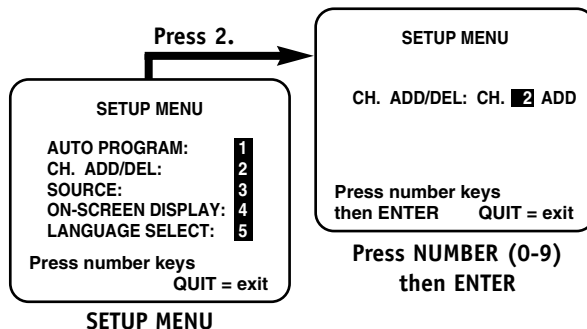 Press 2.
SETUP MENU
AUTO PROGRAM: 1
CH. ADD/DEL: 2
SOURCE: 3
ON-SCREEN DISPLAY: 4
LANGUAGE SELECT: 5
Press number keys
QUIT = exit
SETUP MENU
SETUP MENU
CH. ADD/DEL: CH. 2 ADD
Press number keys
then ENTER QUIT = exit
Press NUMBER (0-9)
then ENTER